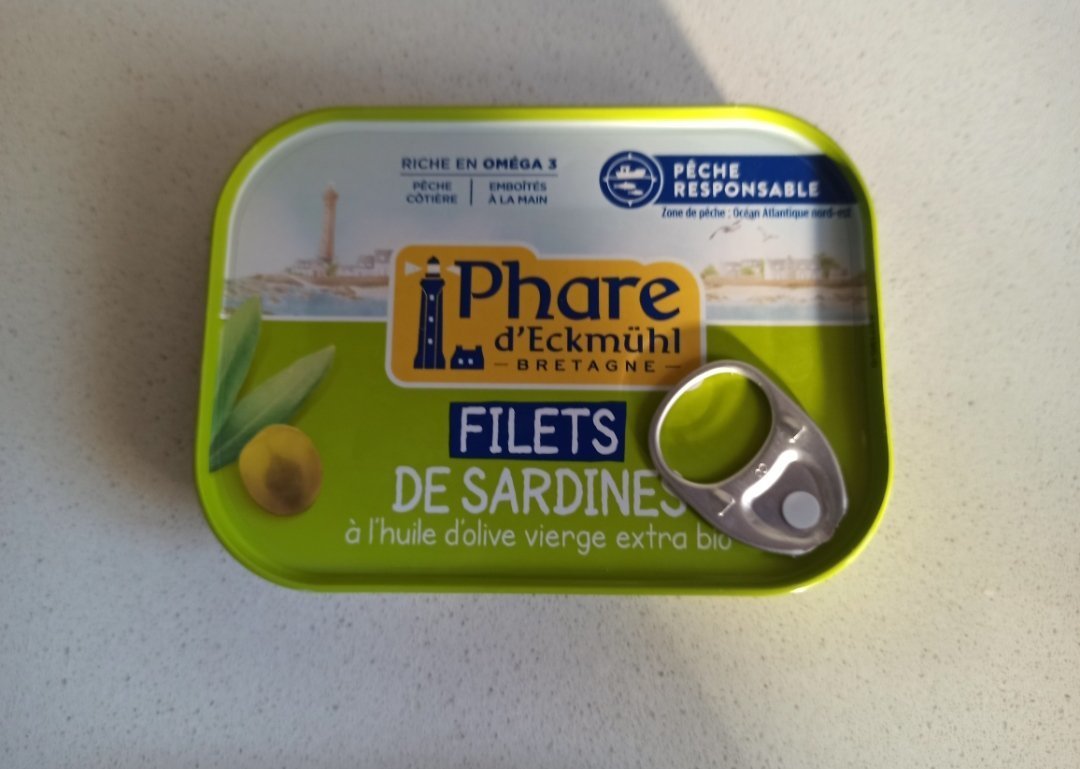 RICHE EN OMÉGA 3
PÊCHE CÔTIÈRE
EMBOÎTÉS À LA MAIN
PÊCHE
RESPONSABLE
Zone de pêche : Océan Atlantique nord-est
Phare
d'Eckmühl
BRETAGNE
FILETS
DE SARDINES
à l'huile d'olive vierge extra bio